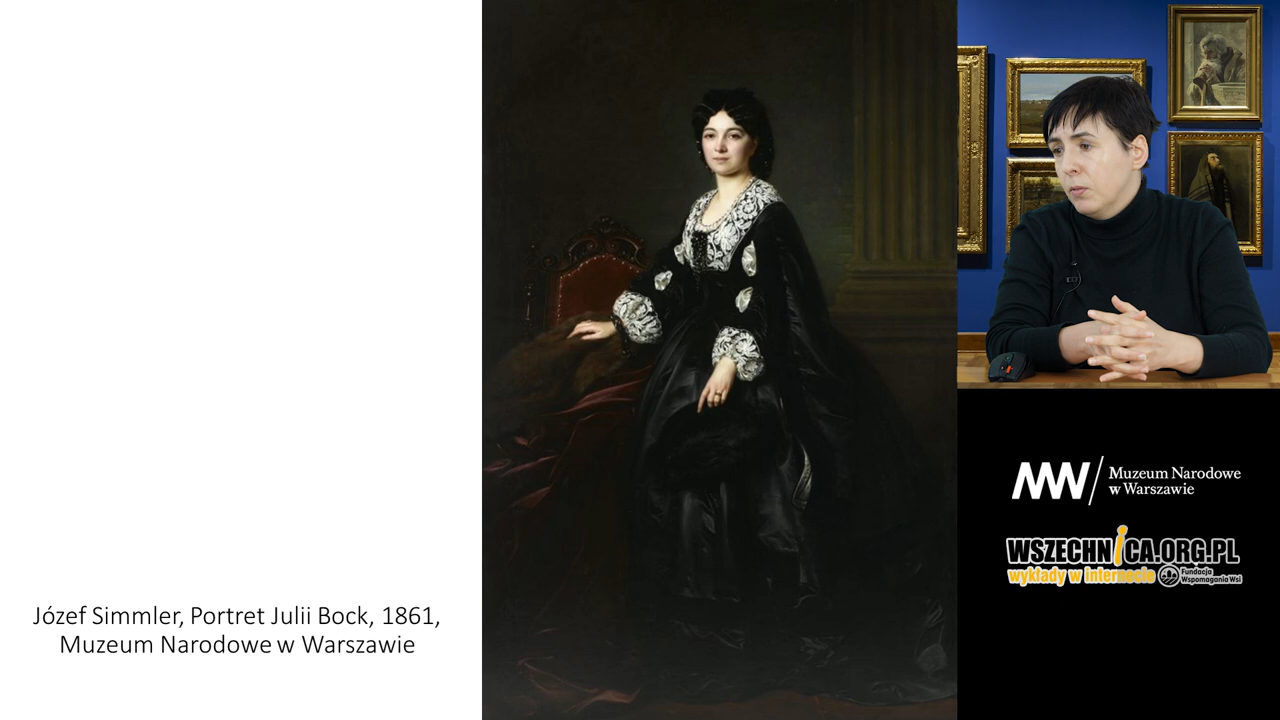 Józef Simmler, Portret Julii Bock, 1861,
Muzeum Narodowe w Warszawie
MNW/ Muzeum Narodowe
w Warszawie
WSZECHNiCA.ORG.PL
wykłady w internecie
Fundacja
Wspomagania Wsi